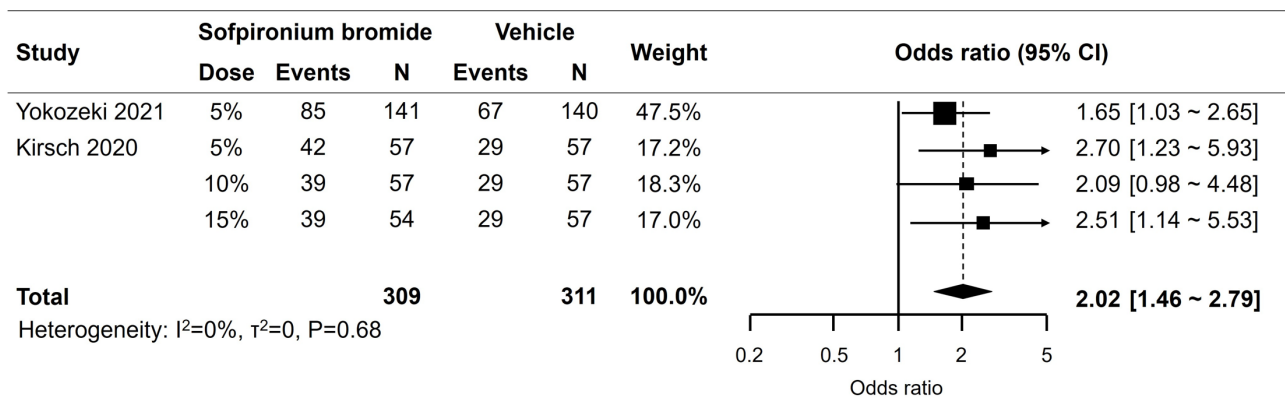 Study Sofpironium bromide Vehicle Weight Odds ratio (95% CI)
Dose Events N Events N
Yokozeki 2021 5% 85 141 67 140 47.5% 1.65 [1.03 ~ 2.65]
Kirsch 2020 5% 42 57 29 57 17.2% 2.70 [1.23 ~ 5.93]
10% 39 57 29 57 18.3% 2.09 [0.98 ~ 4.48]
15% 39 54 29 57 17.0% 2.51 [1.14 ~ 5.53]
Total 309 311 100.0% 2.02 [1.46 ~ 2.79]
Heterogeneity: I²=0%, τ²=0, P=0.68
0.2 0.5 1 2 5
Odds ratio